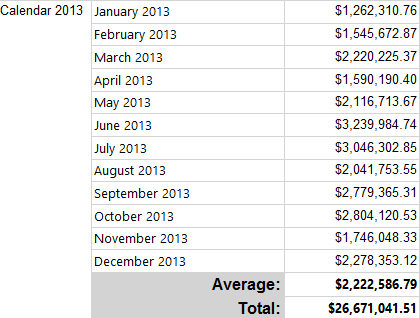 Calendar 2013 January 2013 $1,262,310.76
February 2013 $1,545,672.87
March 2013 $2,220,225.37
April 2013 $1,590,190.40
May 2013 $2,116,713.67
June 2013 $3,239,984.74
July 2013 $3,046,302.85
August 2013 $2,041,753.55
September 2013 $2,779,365.31
October 2013 $2,804,120.53
November 2013 $1,746,048.33
December 2013 $2,278,353.12
Average: $2,222,586.79
Total: $26,671,041.51